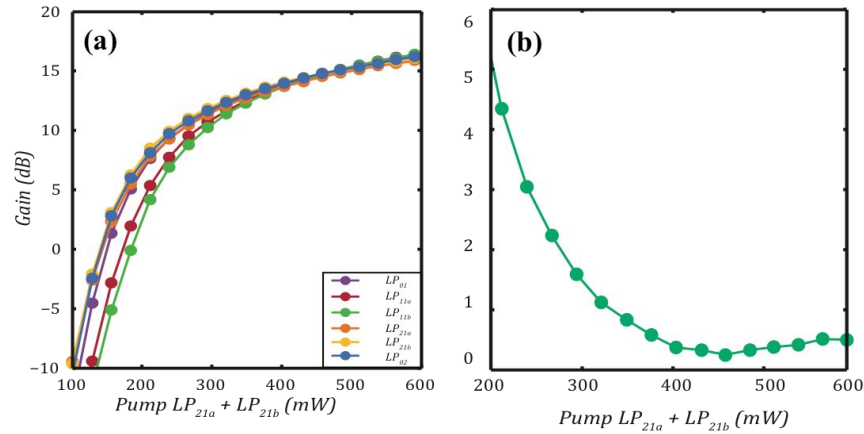 (a)
20
15
10
5
0
−5
−10
Gain (dB)
LP01
LP11a
LP11b
LP21a
LP21b
LP02
100 200 300 400 500 600
Pump LP21a + LP21b (mW)
(b)
6
5
4
3
2
1
0
200 300 400 500 600
Pump LP21a + LP21b (mW)